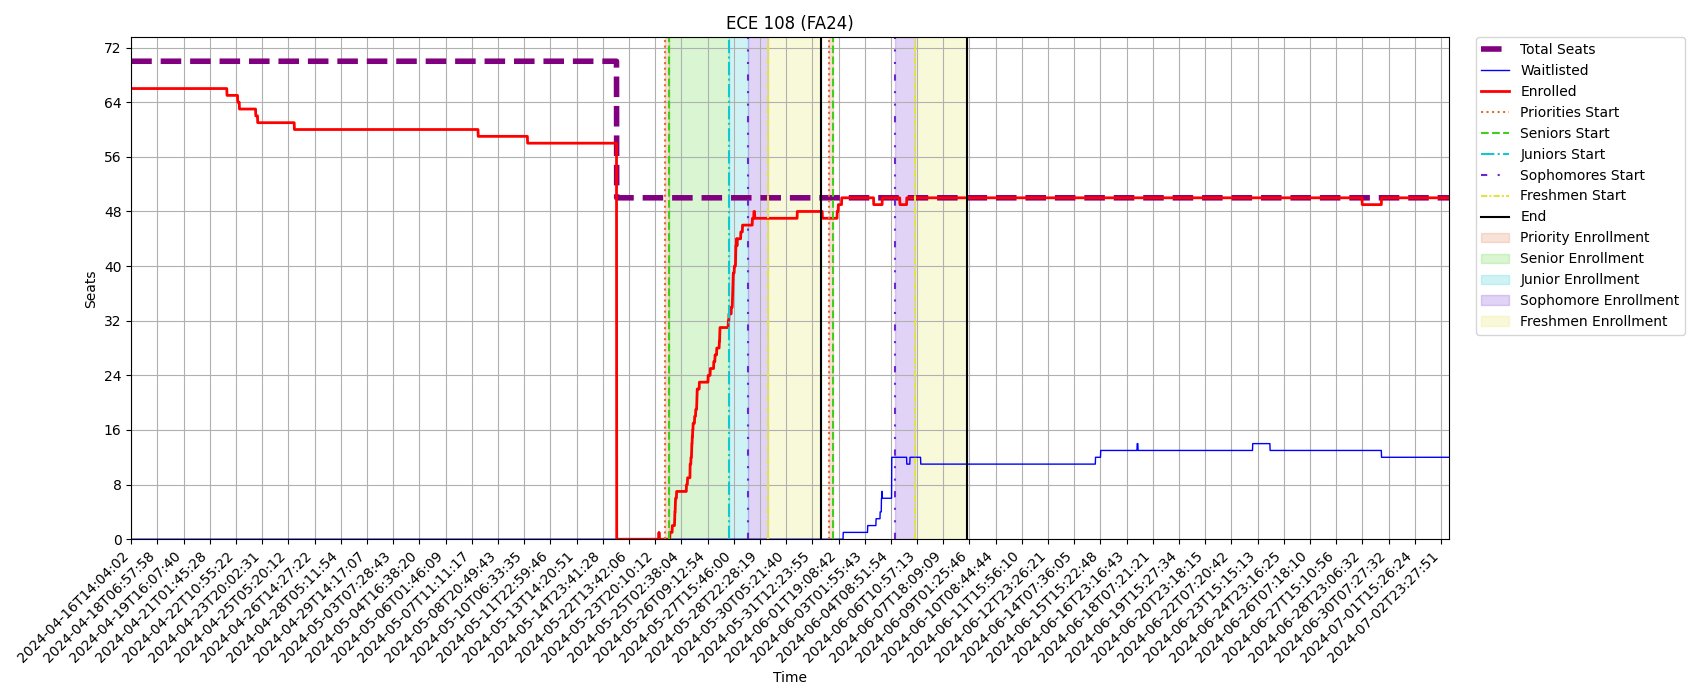 ECE 108 (FA24)
72
64
56
48
40
32
24
16
8
0
Seats
2024-04-16T14:04:02
2024-04-18T06:57:58
2024-04-19T16:07:40
2024-04-21T01:45:28
2024-04-22T10:55:22
2024-04-23T20:02:31
2024-04-25T05:20:12
2024-04-26T14:27:22
2024-04-28T05:11:54
2024-04-29T14:17:07
2024-05-03T07:28:43
2024-05-04T16:38:20
2024-05-06T01:46:09
2024-05-07T11:11:17
2024-05-08T20:49:43
2024-05-10T06:33:35
2024-05-11T22:59:46
2024-05-13T14:20:51
2024-05-14T23:41:28
2024-05-22T13:42:06
2024-05-23T20:10:12
2024-05-25T02:38:04
2024-05-26T09:12:54
2024-05-27T15:46:00
2024-05-28T22:28:19
2024-05-30T05:21:40
2024-05-31T12:23:55
2024-06-01T19:08:42
2024-06-03T01:55:43
2024-06-04T08:51:54
2024-06-06T10:57:13
2024-06-07T18:09:09
2024-06-09T01:25:46
2024-06-10T08:44:44
2024-06-11T15:56:10
2024-06-12T23:26:21
2024-06-14T07:36:05
2024-06-15T15:22:48
2024-06-16T23:16:43
2024-06-18T07:21:21
2024-06-19T15:27:34
2024-06-20T23:18:15
2024-06-22T07:20:42
2024-06-23T15:15:13
2024-06-24T23:16:25
2024-06-26T07:18:10
2024-06-27T15:10:56
2024-06-28T23:06:32
2024-06-30T07:27:32
2024-07-01T15:26:24
2024-07-02T23:27:51
Time
Total Seats
Waitlisted
Enrolled
Priorities Start
Seniors Start
Juniors Start
Sophomores Start
Freshmen Start
End
Priority Enrollment
Senior Enrollment
Junior Enrollment
Sophomore Enrollment
Freshmen Enrollment